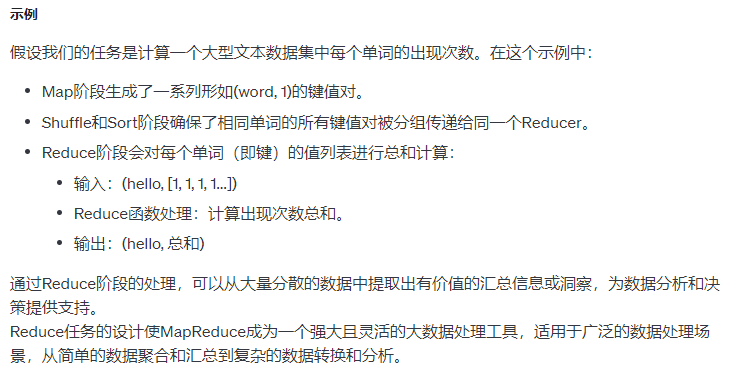 示例
假设我们的任务是计算一个大型文本数据集中每个单词的出现次数。在这个示例中：
• Map阶段生成了一系列形如(word, 1)的键值对。
• Shuffle和Sort阶段确保了相同单词的所有键值对被分组传递给同一个Reducer。
• Reduce阶段会对每个单词（即键）的值列表进行总和计算：
• 输入：(hello, [1, 1, 1, 1...])
• Reduce函数处理：计算出现次数总和。
• 输出：(hello, 总和)
通过Reduce阶段的处理，可以从大量分散的数据中提取出有价值的汇总信息或洞察，为数据分析和决
策提供支持。
Reduce任务的设计使MapReduce成为一个强大且灵活的大数据处理工具，适用于广泛的数据处理场
景，从简单的数据聚合和汇总到复杂的数据转换和分析。